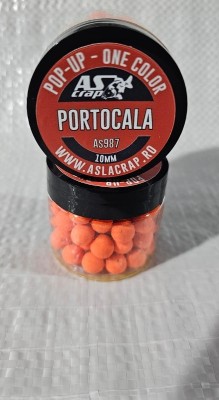 POP-UP - ONE COLOR
AS
crap
PORTOCALA
AS987
10MM
WWW.ASLACRAP.RO